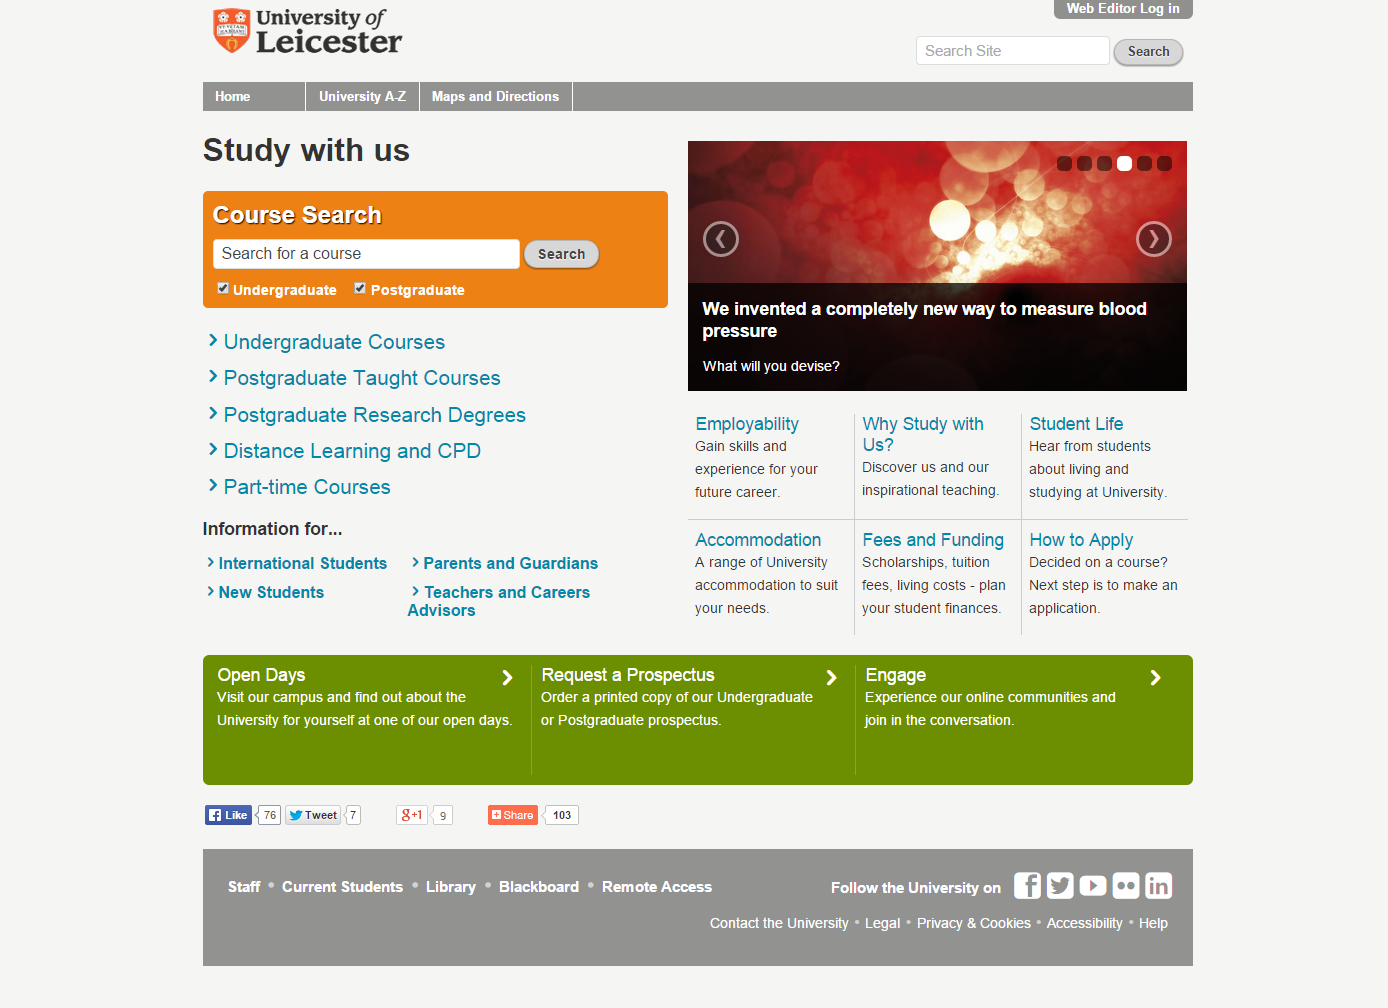 University of
Leicester
Web Editor Log in
Search Site
Search
Home
University A-Z
Maps and Directions
Study with us
Course Search
Search for a course
Search
Undergraduate
Postgraduate
Undergraduate Courses
Postgraduate Taught Courses
Postgraduate Research Degrees
Distance Learning and CPD
Part-time Courses
Information for...
International Students
Parents and Guardians
New Students
Teachers and Careers
Advisors
We invented a completely new way to measure blood
pressure
What will you devise?
Employability
Gain skills and
experience for your
future career.
Why Study with
Us?
Discover us and our
inspirational teaching.
Student Life
Hear from students
about living and
studying at University.
Accommodation
A range of University
accommodation to suit
your needs.
Fees and Funding
Scholarships, tuition
fees, living costs - plan
your student finances.
How to Apply
Decided on a course?
Next step is to make an
application.
Open Days
Visit our campus and find out about the
University for yourself at one of our open days.
Request a Prospectus
Order a printed copy of our Undergraduate
or Postgraduate prospectus.
Engage
Experience our online communities and
join in the conversation.
Like 76
Tweet 7
g+1 9
Share 103
Staff • Current Students • Library • Blackboard • Remote Access
Follow the University on
Contact the University • Legal • Privacy & Cookies • Accessibility • Help